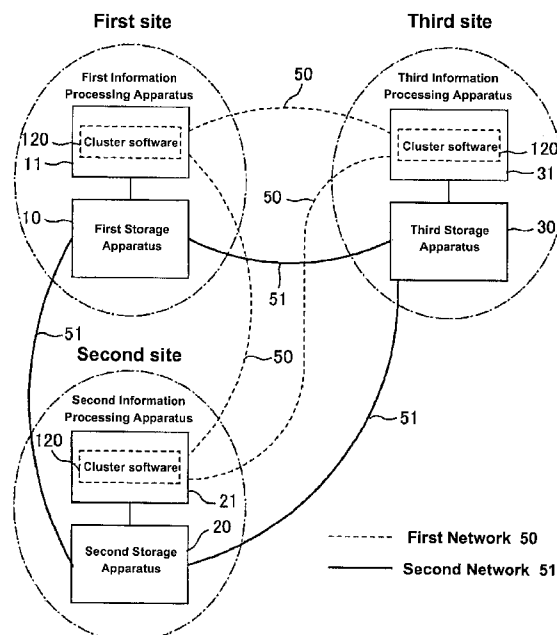 First site
First Information
Processing Apparatus
120
Cluster software
11
10
First Storage
Apparatus
Third site
Third Information
Processing Apparatus
Cluster software
120
31
30
Third Storage
Apparatus
50
50
51
51
50
51
Second site
Second Information
Processing Apparatus
120
Cluster software
21
20
Second Storage
Apparatus
First Network 50
Second Network 51